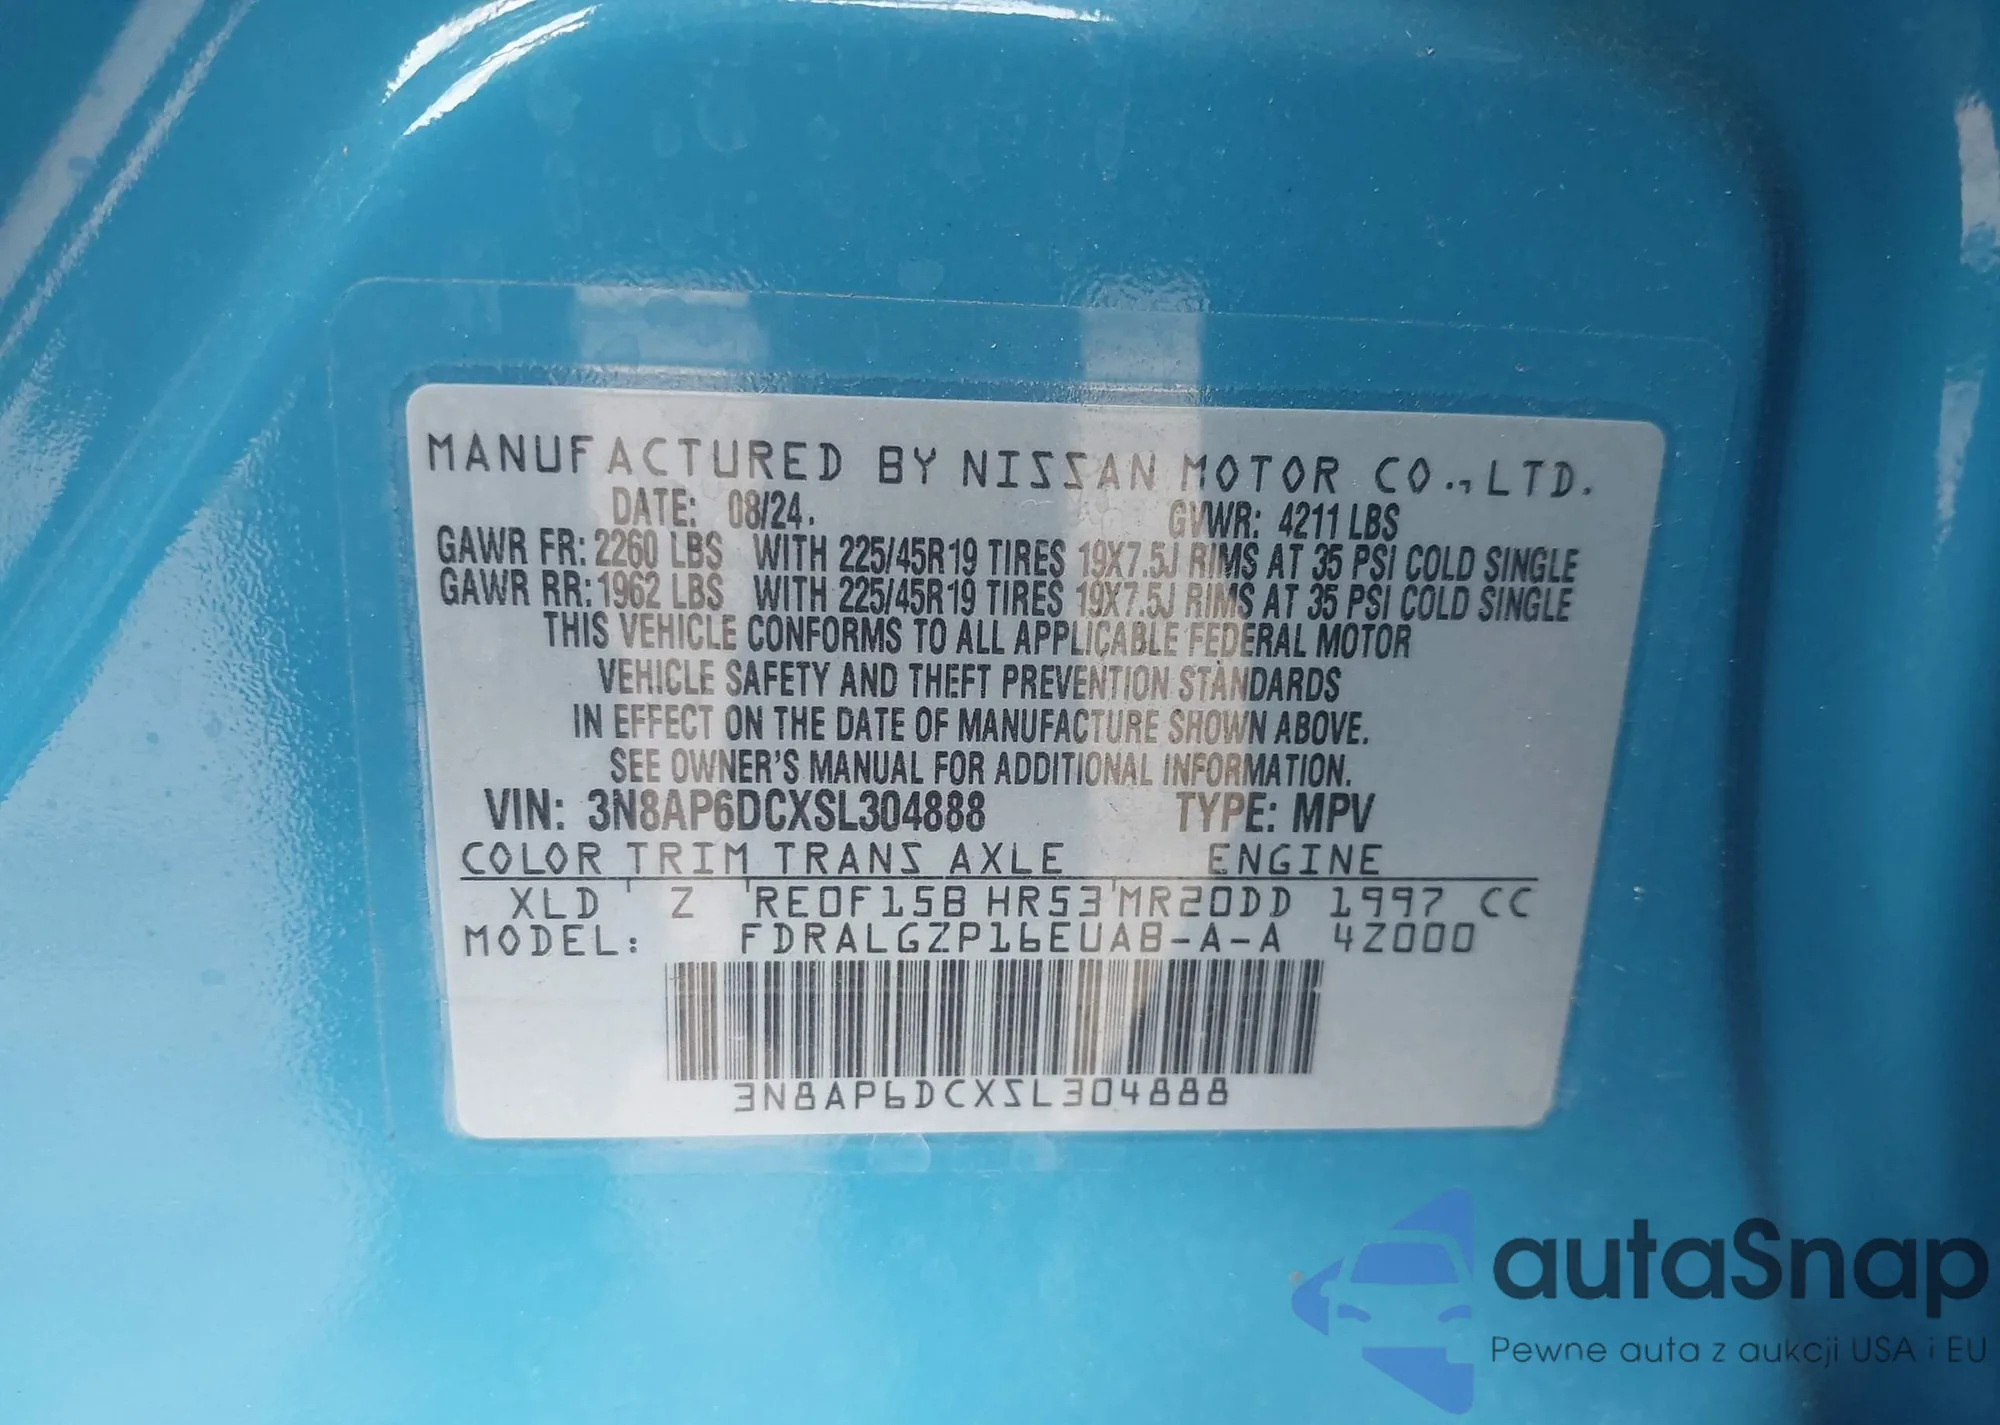 MANUFACTURED BY NISSAN MOTOR CO., LTD.
DATE: 08/24. GVWR: 4211 LBS
GAWR FR: 2260 LBS WITH 225/45R19 TIRES 19X7.5J RIMS AT 35 PSI COLD SINGLE
GAWR RR: 1962 LBS WITH 225/45R19 TIRES 19X7.5J RIMS AT 35 PSI COLD SINGLE
THIS VEHICLE CONFORMS TO ALL APPLICABLE FEDERAL MOTOR
VEHICLE SAFETY AND THEFT PREVENTION STANDARDS
IN EFFECT ON THE DATE OF MANUFACTURE SHOWN ABOVE.
SEE OWNER'S MANUAL FOR ADDITIONAL INFORMATION.
VIN: 3N8AP6DCXSL304888 TYPE: MPV
COLOR TRIM TRANS AXLE ENGINE
XLD Z RE0F15B HR53 MR20DD 1997 CC
MODEL: FDRALGZP16EUAB-A-A 4Z000
3N8AP6DCXSL304888
autaSnap
Pewne auta z aukcji USA i EU